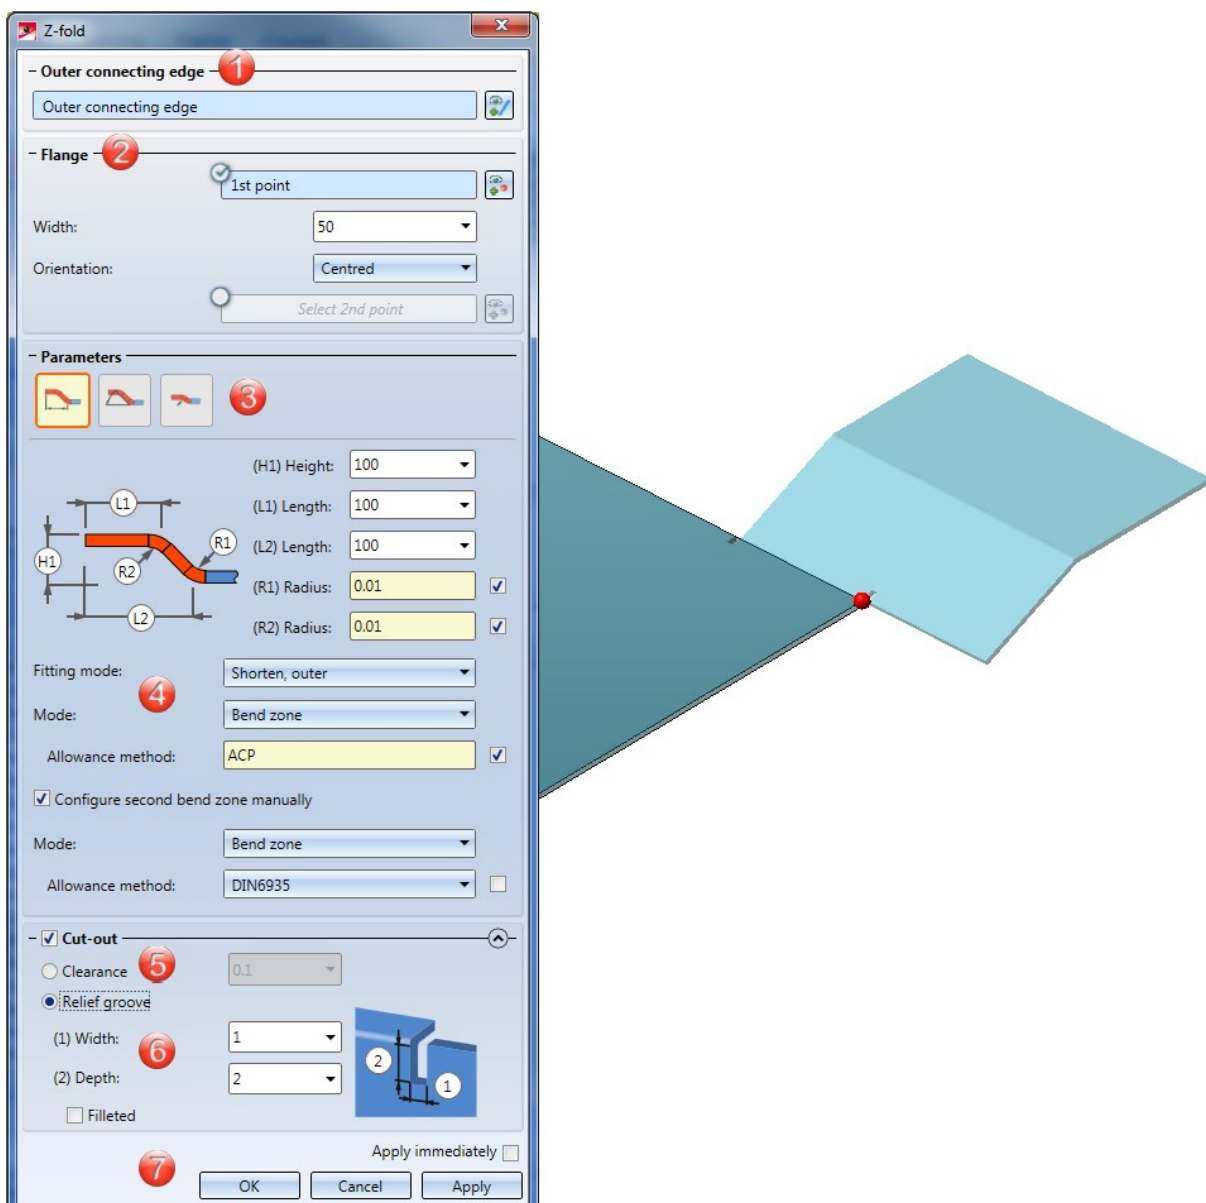 Z-fold
Outer connecting edge 1
Outer connecting edge
Flange 2
1st point
Width: 50
Orientation: Centred
Select 2nd point
Parameters
3
(H1) Height: 100
(L1) Length: 100
(L2) Length: 100
(R1) Radius: 0.01
(R2) Radius: 0.01
L1
R1
H1
R2
L2
Fitting mode: Shorten, outer
4
Mode: Bend zone
Allowance method: ACP
Configure second bend zone manually
Mode: Bend zone
Allowance method: DIN6935
Cut-out
Clearance 5 0.1
Relief groove
(1) Width: 1
6
(2) Depth: 2
2
1
Filleted
Apply immediately
7
OK Cancel Apply